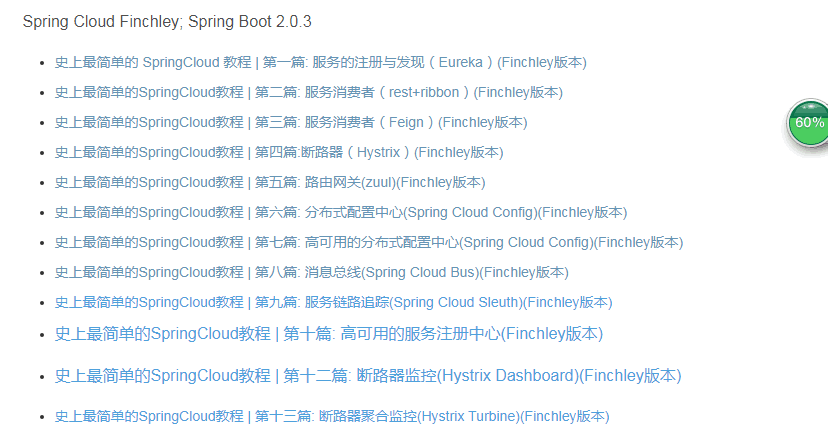 Spring Cloud Finchley; Spring Boot 2.0.3
史上最简单的 SpringCloud 教程 | 第一篇: 服务的注册与发现（Eureka）(Finchley版本)
史上最简单的SpringCloud教程 | 第二篇: 服务消费者（rest+ribbon）(Finchley版本)
史上最简单的SpringCloud教程 | 第三篇: 服务消费者（Feign）(Finchley版本)
60%
史上最简单的SpringCloud教程 | 第四篇:断路器（Hystrix）(Finchley版本)
史上最简单的SpringCloud教程 | 第五篇: 路由网关(zuul)(Finchley版本)
史上最简单的SpringCloud教程 | 第六篇: 分布式配置中心(Spring Cloud Config)(Finchley版本)
史上最简单的SpringCloud教程 | 第七篇: 高可用的分布式配置中心(Spring Cloud Config)(Finchley版本)
史上最简单的SpringCloud教程 | 第八篇: 消息总线(Spring Cloud Bus)(Finchley版本)
史上最简单的SpringCloud教程 | 第九篇: 服务链路追踪(Spring Cloud Sleuth)(Finchley版本)
史上最简单的SpringCloud教程 | 第十篇: 高可用的服务注册中心(Finchley版本)
史上最简单的SpringCloud教程 | 第十二篇: 断路器监控(Hystrix Dashboard)(Finchley版本)
史上最简单的SpringCloud教程 | 第十三篇: 断路器聚合监控(Hystrix Turbine)(Finchley版本)